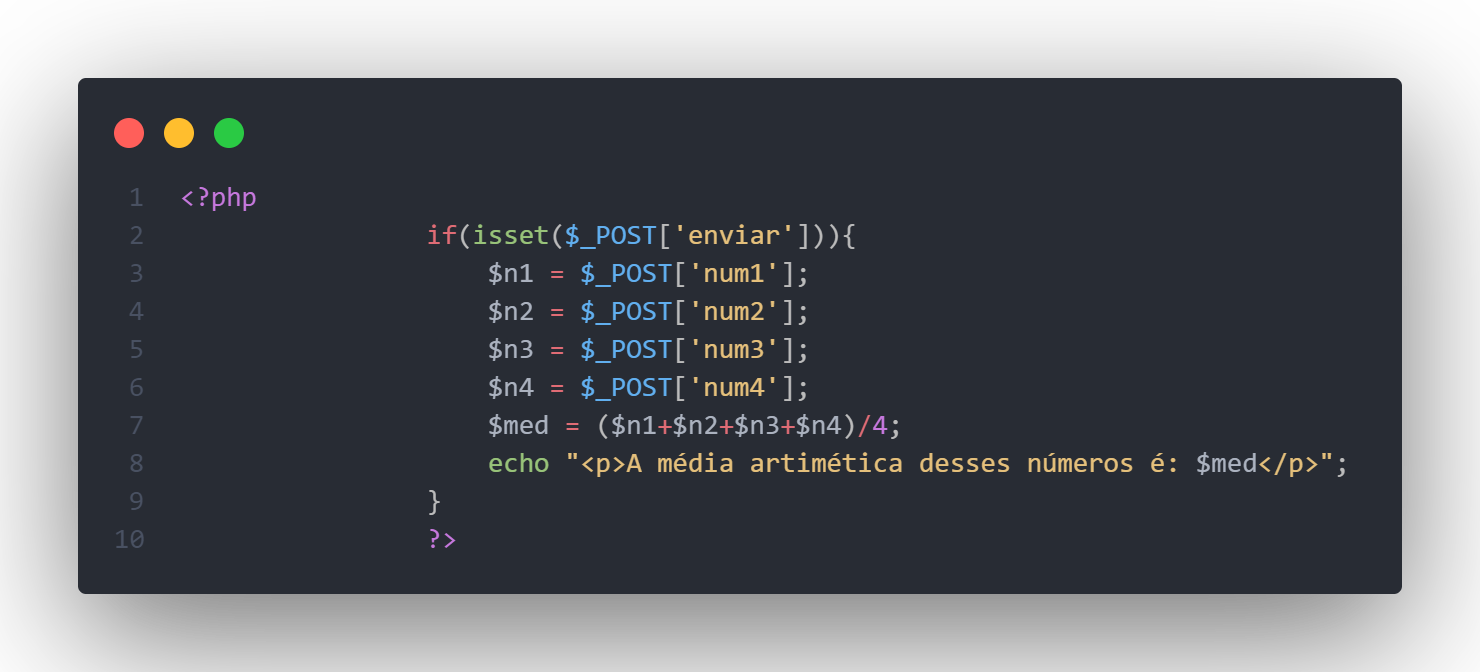 1 <?php
2 if(isset($_POST['enviar'])){
3 $n1 = $_POST['num1'];
4 $n2 = $_POST['num2'];
5 $n3 = $_POST['num3'];
6 $n4 = $_POST['num4'];
7 $med = ($n1+$n2+$n3+$n4)/4;
8 echo "<p>A média artimética desses números é: $med</p>";
9 }
10 ?>